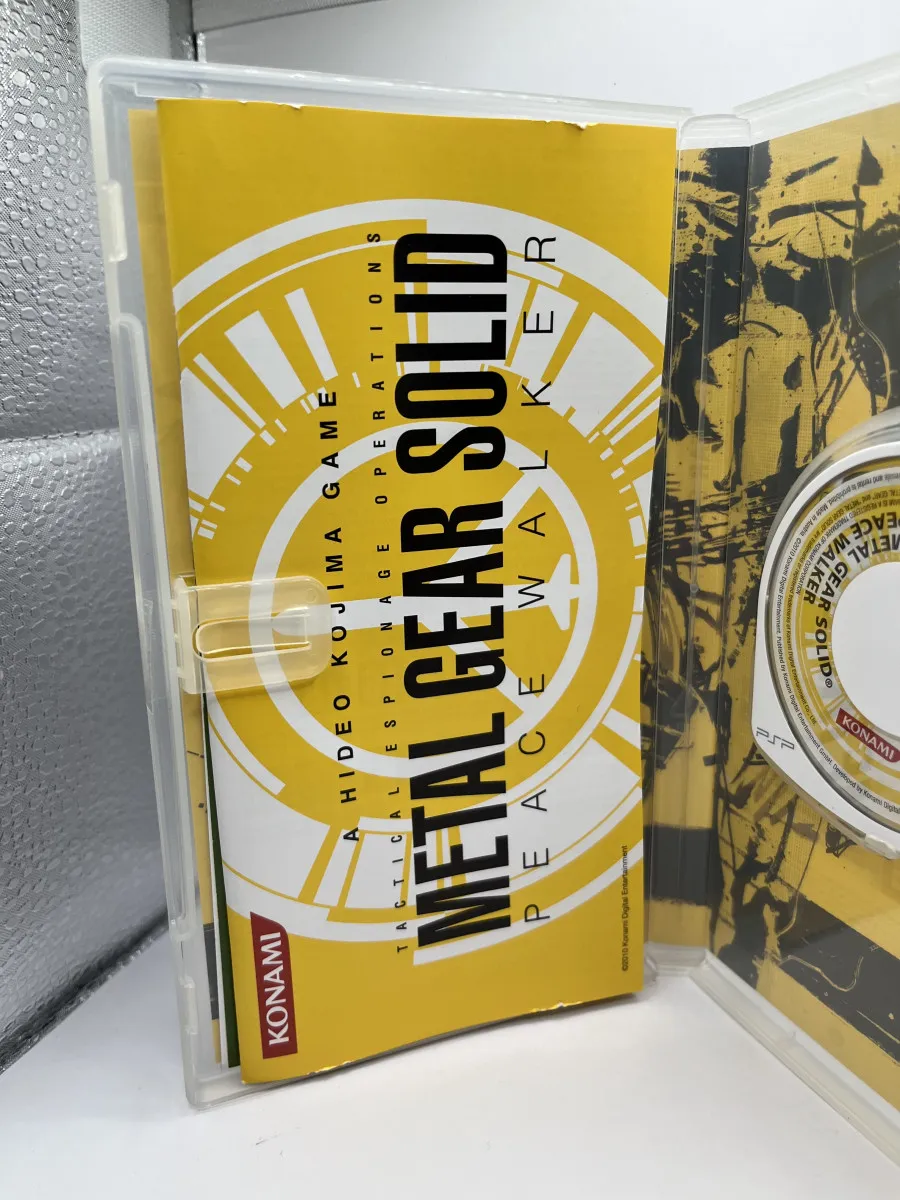 A HIDEO KOJIMA GAME
TACTICAL ESPIONAGE OPERATIONS
METAL GEAR SOLID
PEACE WALKER
KONAMI
©2010 Konami Digital Entertainment
METAL GEAR SOLID®
PEACE WALKER
KONAMI